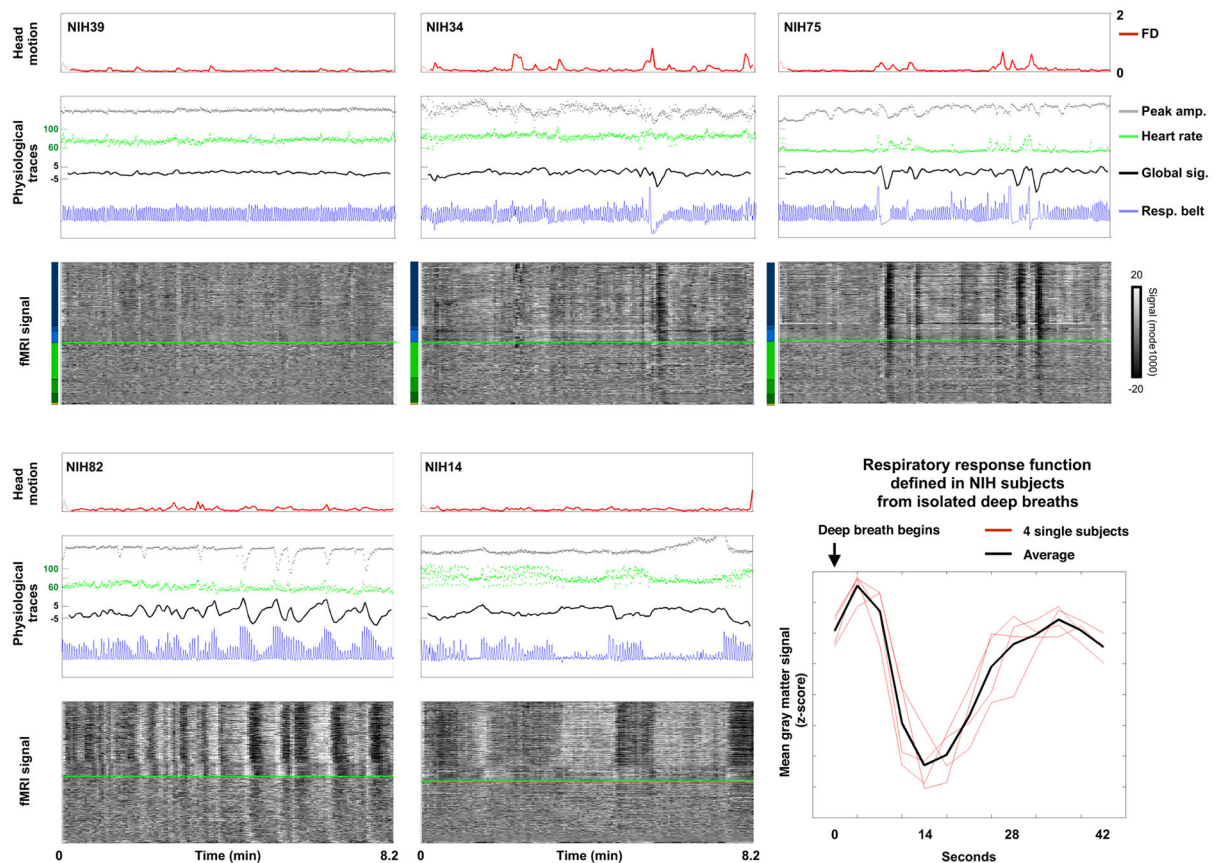 Head
motion
NIH39
NIH34
NIH75
2
FD
0
Physiological
traces
100
60
5
-5
Peak amp.
Heart rate
Global sig.
Resp. belt
fMRI signal
20
Signal (mode1000)
-20
Head
motion
NIH82
NIH14
Physiological
traces
100
60
5
-5
fMRI signal
0
Time (min)
8.2
0
Time (min)
8.2
Respiratory response function
defined in NIH subjects
from isolated deep breaths
Deep breath begins
4 single subjects
Average
Mean gray matter signal
(z-score)
0
14
28
42
Seconds